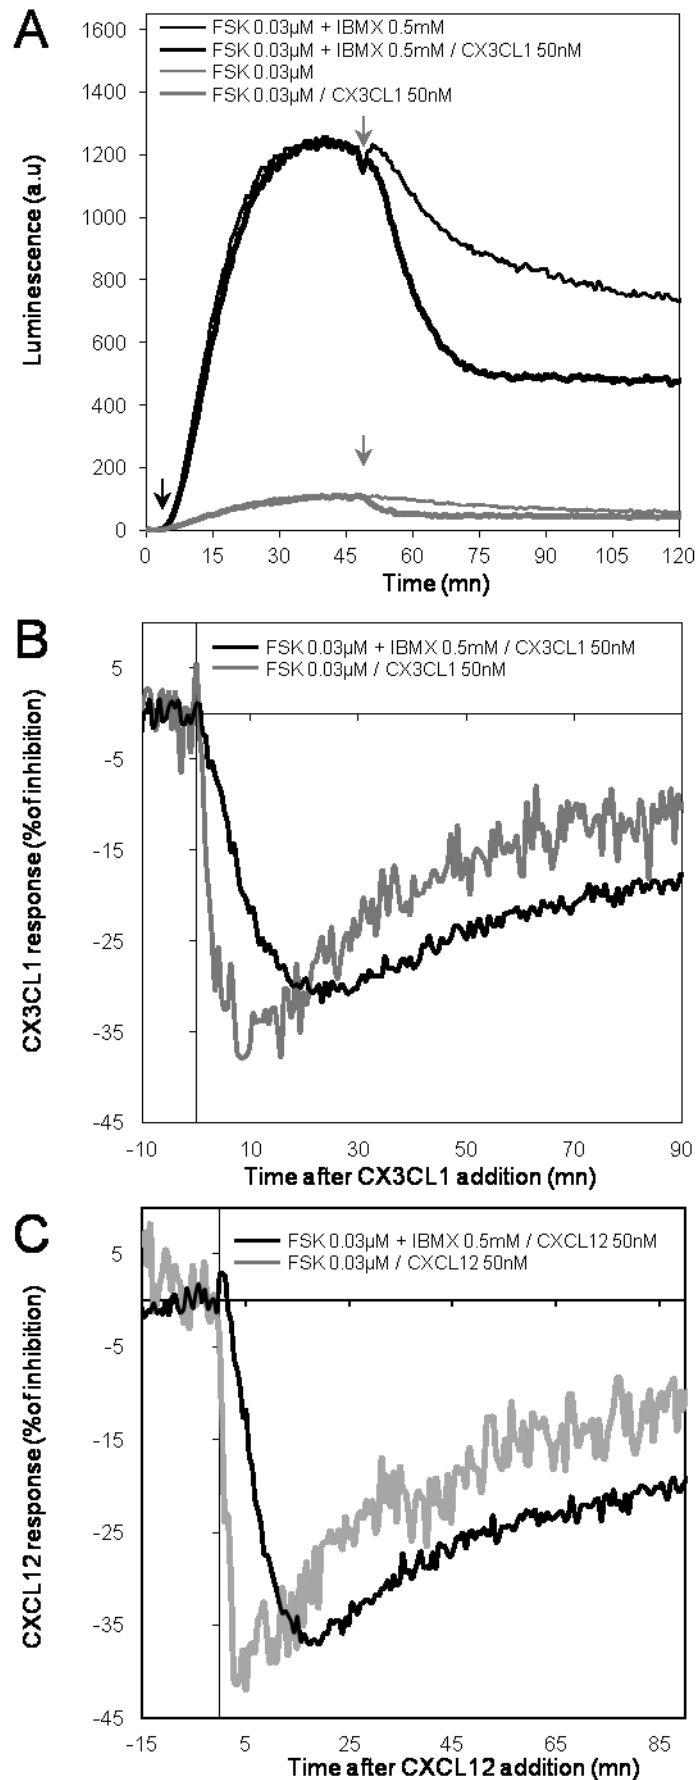 A
FSK 0.03µM + IBMX 0.5mM
FSK 0.03µM + IBMX 0.5mM / CX3CL1 50nM
FSK 0.03µM
FSK 0.03µM / CX3CL1 50nM
1600
1400
1200
1000
800
600
400
200
0
Luminescence (a.u)
0 15 30 45 60 75 90 105 120
Time (mn)
B
FSK 0.03µM + IBMX 0.5mM / CX3CL1 50nM
FSK 0.03µM / CX3CL1 50nM
5
-5
-15
-25
-35
-45
CX3CL1 response (% of inhibition)
-10 10 30 50 70 90
Time after CX3CL1 addition (mn)
C
FSK 0.03µM + IBMX 0.5mM / CXCL12 50nM
FSK 0.03µM / CXCL12 50nM
5
-5
-15
-25
-35
-45
CXCL12 response (% of inhibition)
-15 5 25 45 65 85
Time after CXCL12 addition (mn)